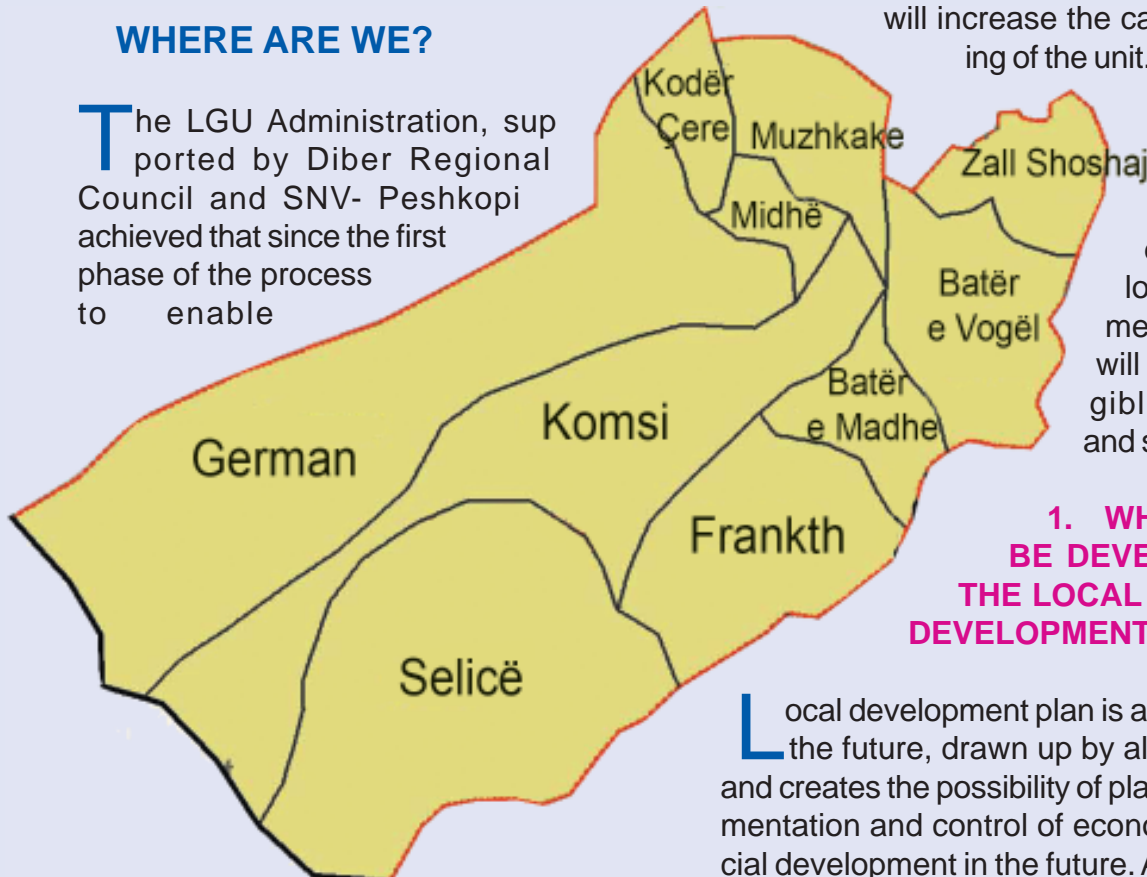 WHERE ARE WE?
The LGU Administration, sup
ported by Diber Regional
Council and SNV- Peshkopi
achieved that since the first
phase of the process
to enable
will increase the ca
ing of the unit.
lo
me
will
gibl
and s
1. WH
BE DEVE
THE LOCAL
DEVELOPMENT
Local development plan is a
the future, drawn up by al
and creates the possibility of pla
mentation and control of econo
cial development in the future. A
Kodër
Çere
Muzhkake
Zall Shoshaj
Midhë
Batër
e Vogël
Batër
e Madhe
Komsi
German
Frankth
Selicë